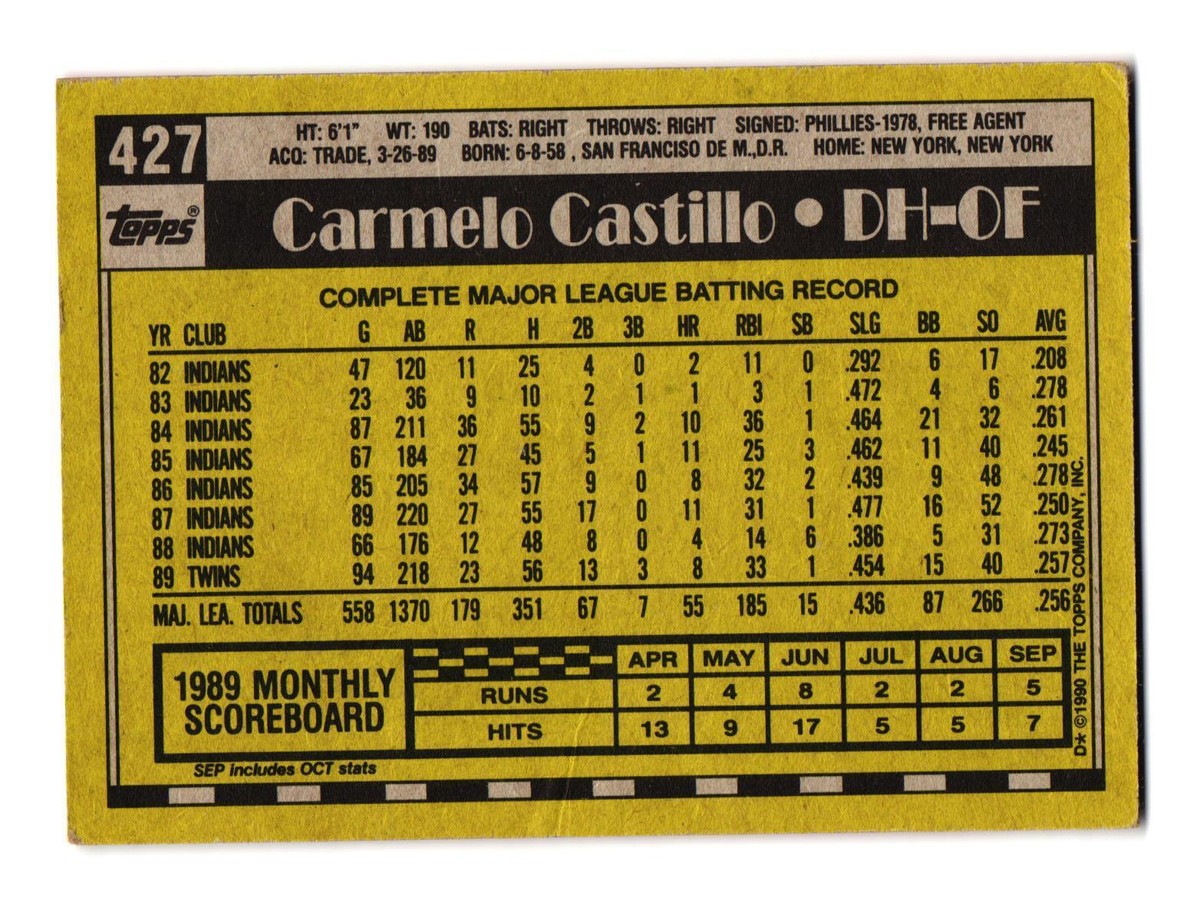 427
HT: 6'1" WT: 190 BATS: RIGHT THROWS: RIGHT SIGNED: PHILLIES-1978, FREE AGENT
ACQ: TRADE, 3-26-89 BORN: 6-8-58 , SAN FRANCISO DE M.,D.R. HOME: NEW YORK, NEW YORK
TOPPS®
Carmelo Castillo • DH-OF
COMPLETE MAJOR LEAGUE BATTING RECORD
YR CLUB G AB R H 2B 3B HR RBI SB SLG BB SO AVG
82 INDIANS 47 120 11 25 4 0 2 11 0 .292 6 17 .208
83 INDIANS 23 36 9 10 2 1 1 3 1 .472 4 6 .278
84 INDIANS 87 211 36 55 9 2 10 36 1 .464 21 32 .261
85 INDIANS 67 184 27 45 5 1 11 25 3 .462 11 40 .245
86 INDIANS 85 205 34 57 9 0 8 32 2 .439 9 48 .278
87 INDIANS 89 220 27 55 17 0 11 31 1 .477 16 52 .250
88 INDIANS 66 176 12 48 8 0 4 14 6 .386 5 31 .273
89 TWINS 94 218 23 56 13 3 8 33 1 .454 15 40 .257
MAJ. LEA. TOTALS 558 1370 179 351 67 7 55 185 15 .436 87 266 .256
1989 MONTHLY SCOREBOARD
APR MAY JUN JUL AUG SEP
RUNS 2 4 8 2 2 5
HITS 13 9 17 5 5 7
SEP includes OCT stats
D* ©1990 THE TOPPS COMPANY, INC.